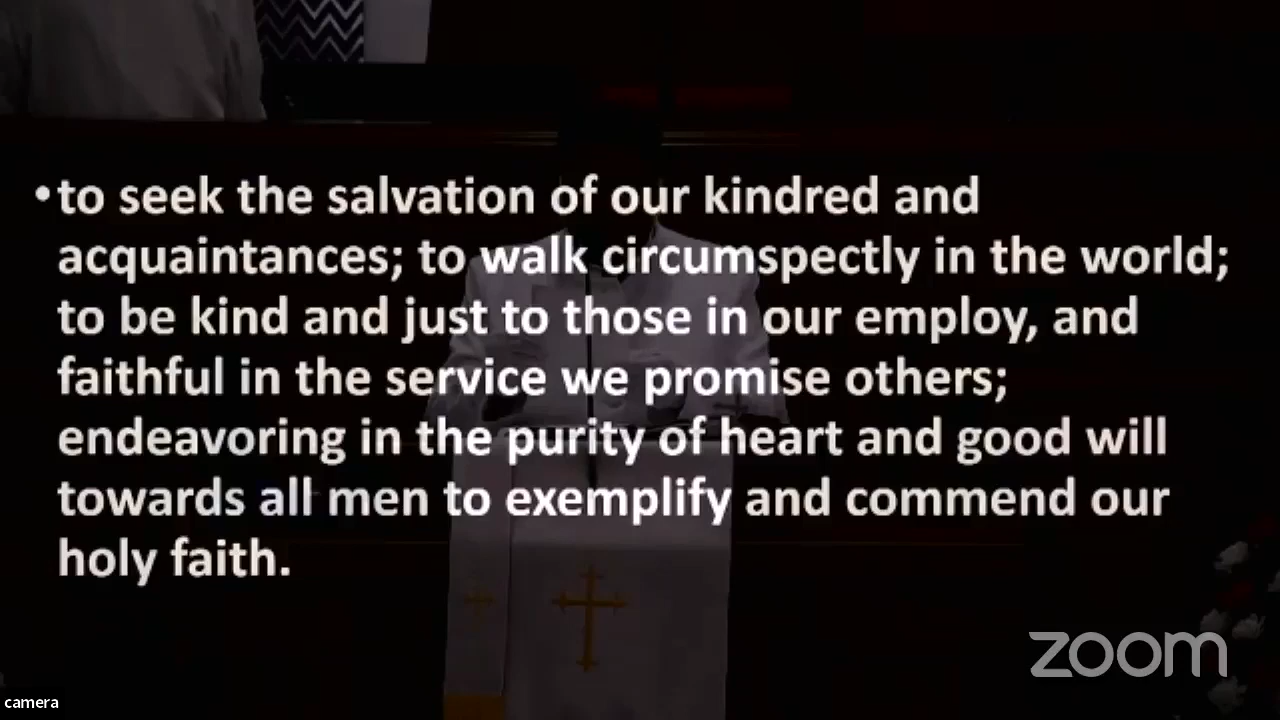 •to seek the salvation of our kindred and
acquaintances; to walk circumspectly in the world;
to be kind and just to those in our employ, and
faithful in the service we promise others;
endeavoring in the purity of heart and good will
towards all men to exemplify and commend our
holy faith.
zoom
camera